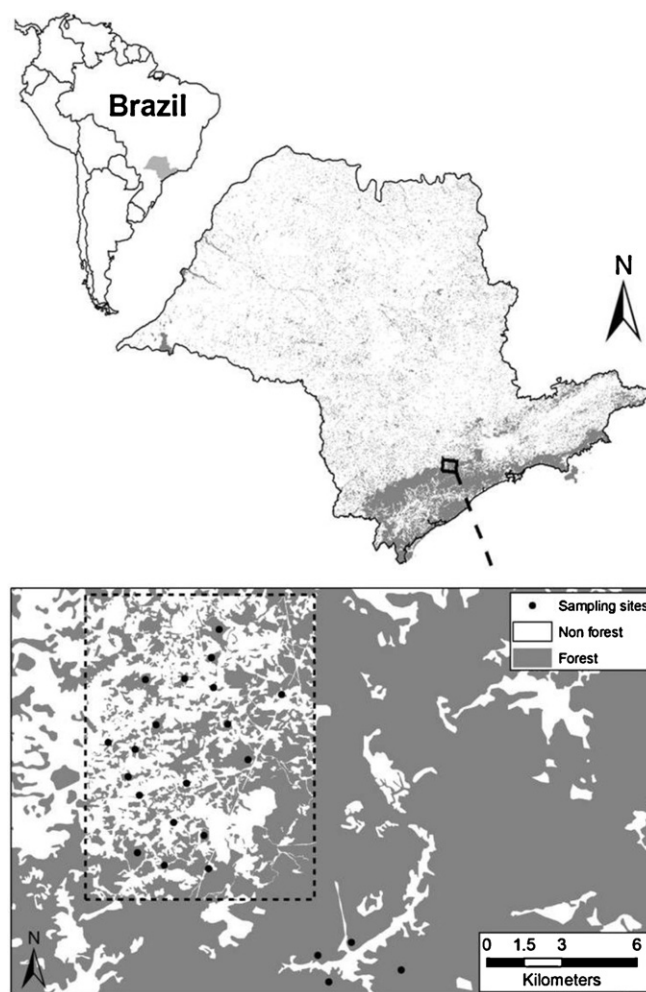 Brazil
N
Sampling sites
Non forest
Forest
N
0 1.5 3 6
Kilometers